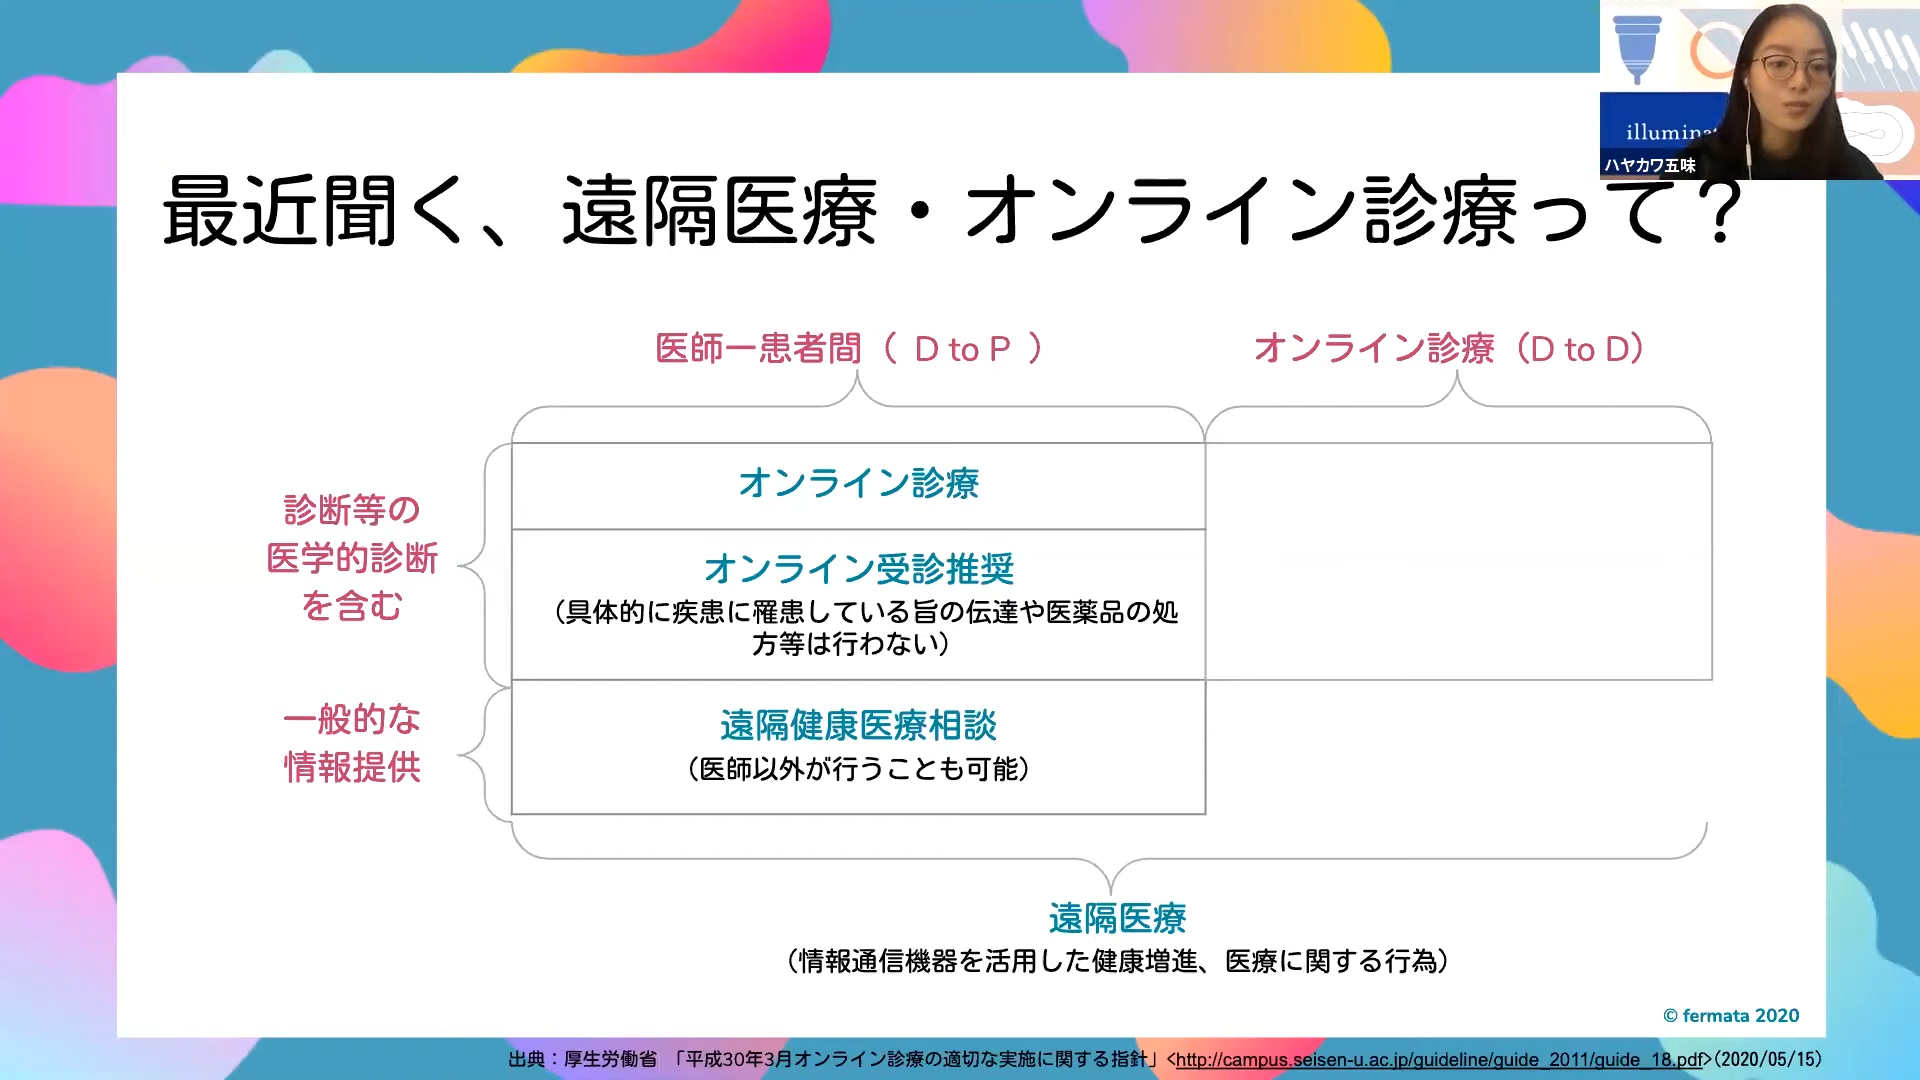 illumina
ハヤカワ五味
最近聞く、遠隔医療・オンライン診療って？
医師ー患者間（ D to P ）
オンライン診療（D to D）
診断等の
医学的診断
を含む
オンライン診療
オンライン受診推奨
（具体的に疾患に罹患している旨の伝達や医薬品の処
方等は行わない）
一般的な
情報提供
遠隔健康医療相談
（医師以外が行うことも可能）
遠隔医療
（情報通信機器を活用した健康増進、医療に関する行為）
© fermata 2020
出典：厚生労働省 「平成30年3月オンライン診療の適切な実施に関する指針」<http://campus.seisen-u.ac.jp/guideline/guide_2011/guide_18.pdf>(2020/05/15)